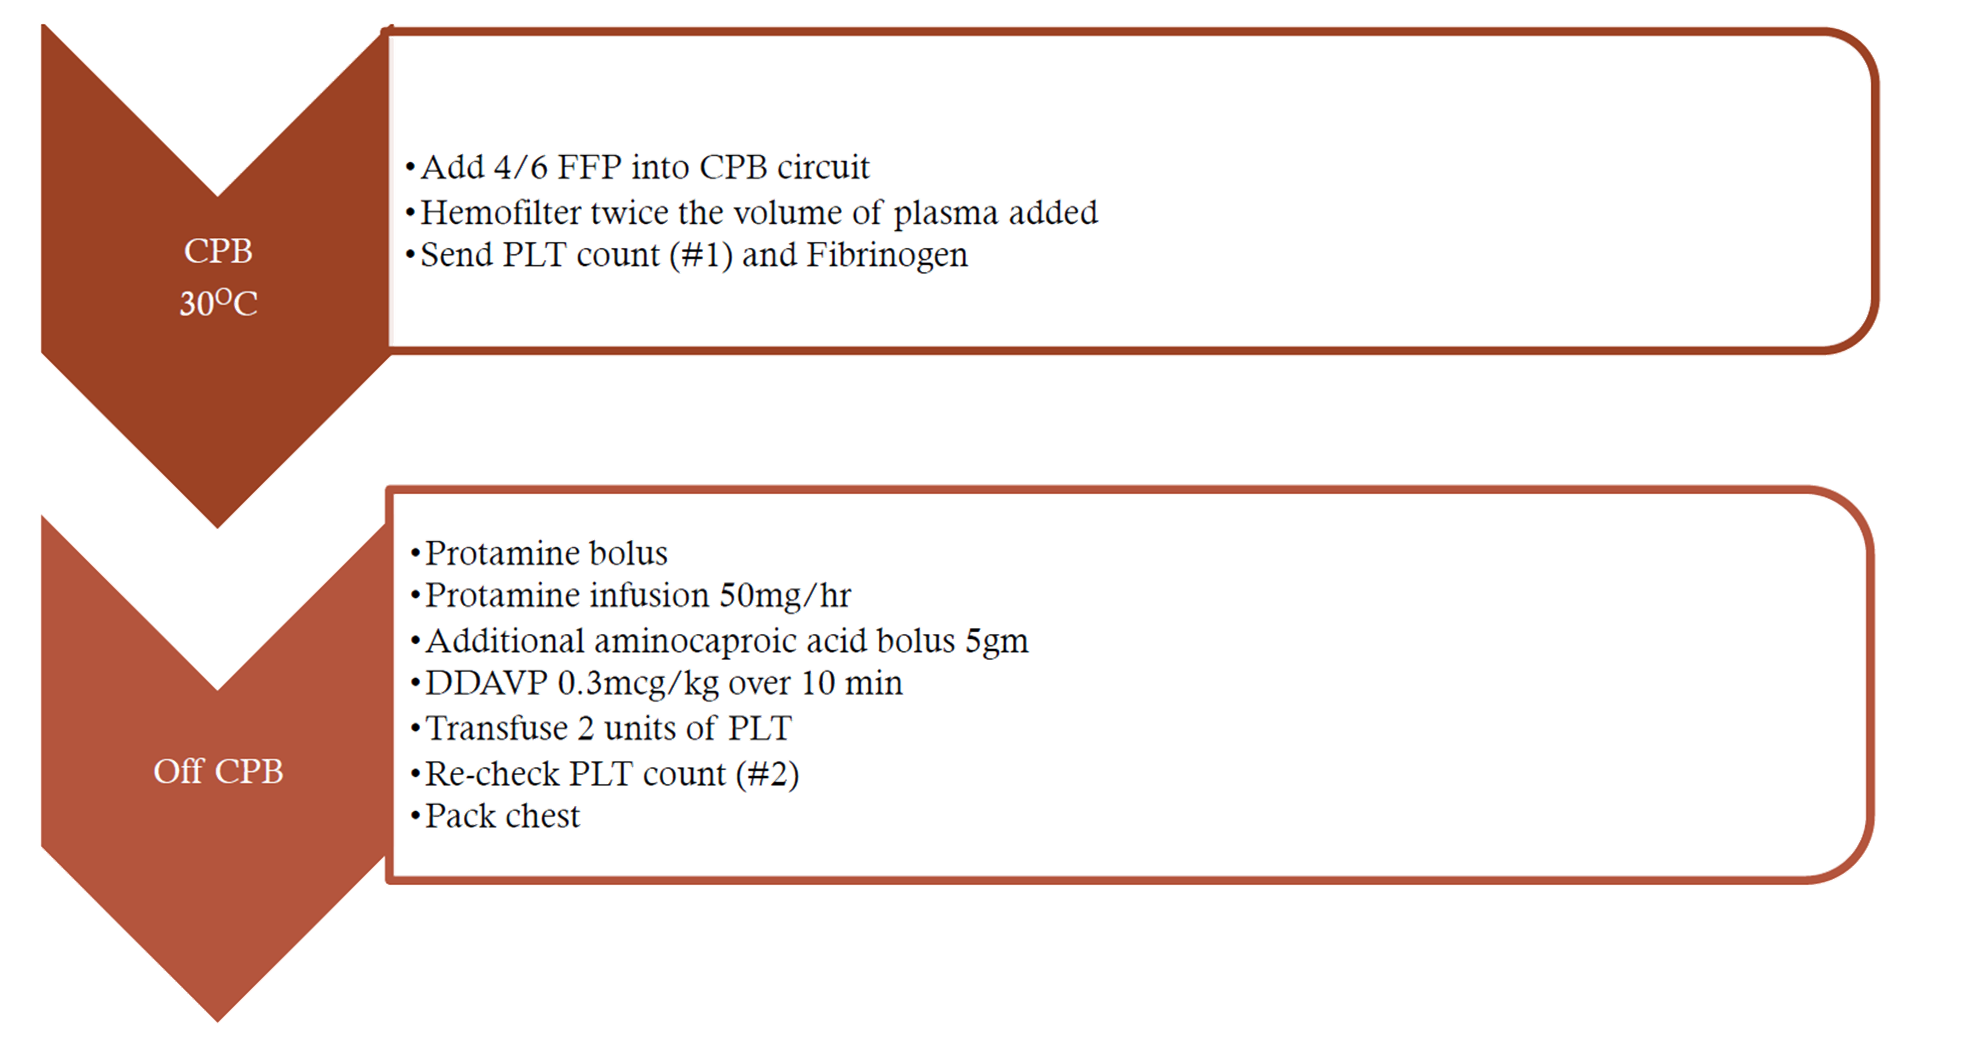 CPB
30ᴼC
•Add 4/6 FFP into CPB circuit
•Hemofilter twice the volume of plasma added
•Send PLT count (#1) and Fibrinogen
Off CPB
•Protamine bolus
•Protamine infusion 50mg/hr
•Additional aminocaproic acid bolus 5gm
•DDAVP 0.3mcg/kg over 10 min
•Transfuse 2 units of PLT
•Re-check PLT count (#2)
•Pack chest